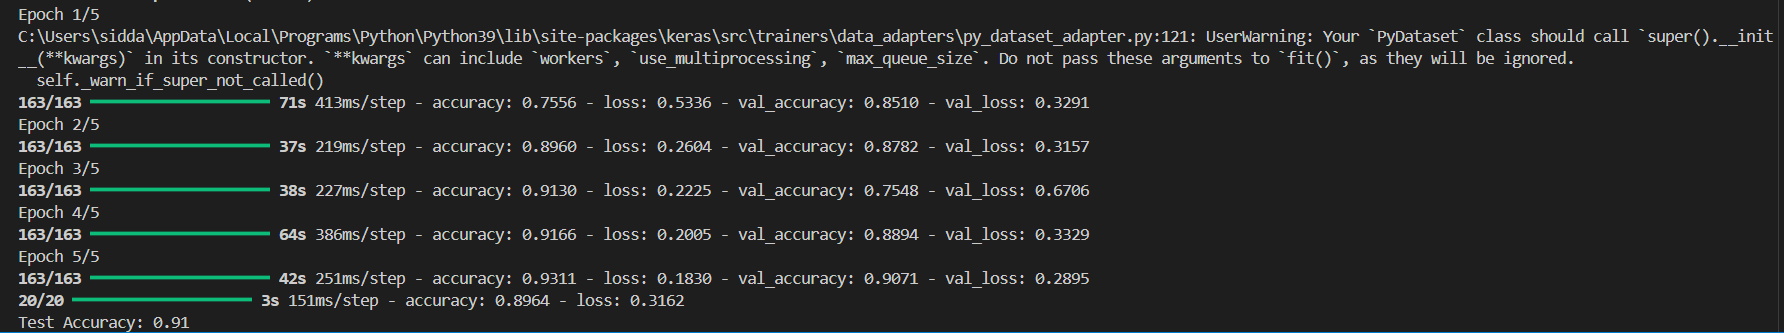 Epoch 1/5
C:\Users\sidda\AppData\Local\Programs\Python\Python39\lib\site-packages\keras\src\trainers\data_adapters\py_dataset_adapter.py:121: UserWarning: Your `PyDataset` class should call `super().__init
__(**kwargs)` in its constructor. `**kwargs` can include `workers`, `use_multiprocessing`, `max_queue_size`. Do not pass these arguments to `fit()`, as they will be ignored.
  self._warn_if_super_not_called()
163/163 71s 413ms/step - accuracy: 0.7556 - loss: 0.5336 - val_accuracy: 0.8510 - val_loss: 0.3291
Epoch 2/5
163/163 37s 219ms/step - accuracy: 0.8960 - loss: 0.2604 - val_accuracy: 0.8782 - val_loss: 0.3157
Epoch 3/5
163/163 38s 227ms/step - accuracy: 0.9130 - loss: 0.2225 - val_accuracy: 0.7548 - val_loss: 0.6706
Epoch 4/5
163/163 64s 386ms/step - accuracy: 0.9166 - loss: 0.2005 - val_accuracy: 0.8894 - val_loss: 0.3329
Epoch 5/5
163/163 42s 251ms/step - accuracy: 0.9311 - loss: 0.1830 - val_accuracy: 0.9071 - val_loss: 0.2895
20/20 3s 151ms/step - accuracy: 0.8964 - loss: 0.3162
Test Accuracy: 0.91